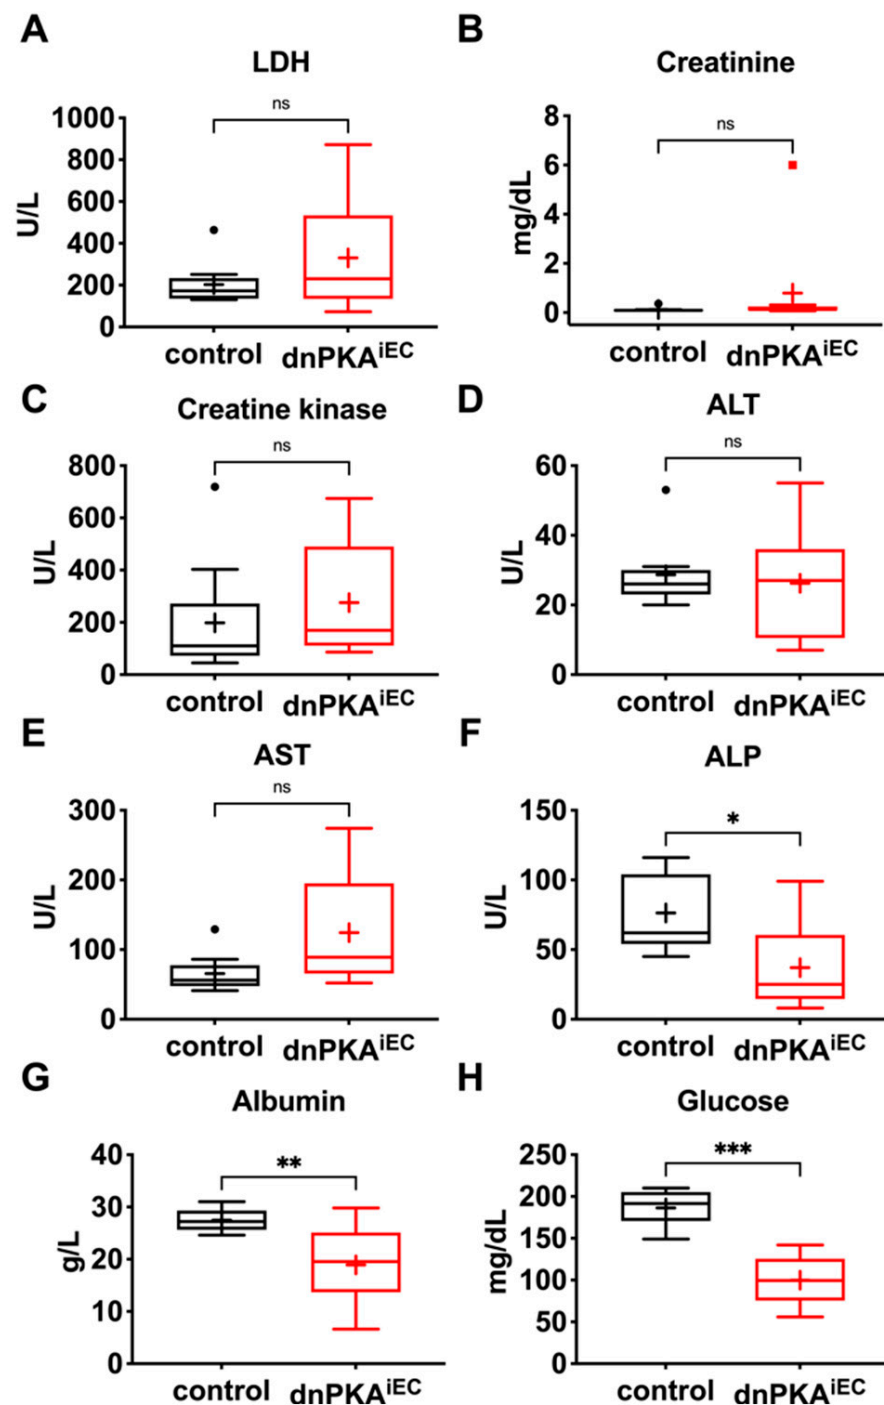 A
LDH
ns
U/L
1000
800
600
400
200
0
control
dnPKAiEC
B
Creatinine
ns
mg/dL
8
6
4
2
0
control
dnPKAiEC
C
Creatine kinase
ns
U/L
800
600
400
200
0
control
dnPKAiEC
D
ALT
ns
U/L
60
40
20
0
control
dnPKAiEC
E
AST
ns
U/L
300
200
100
0
control
dnPKAiEC
F
ALP
*
U/L
150
100
50
0
control
dnPKAiEC
G
Albumin
**
g/L
40
30
20
10
0
control
dnPKAiEC
H
Glucose
***
mg/dL
250
200
150
100
50
0
control
dnPKAiEC